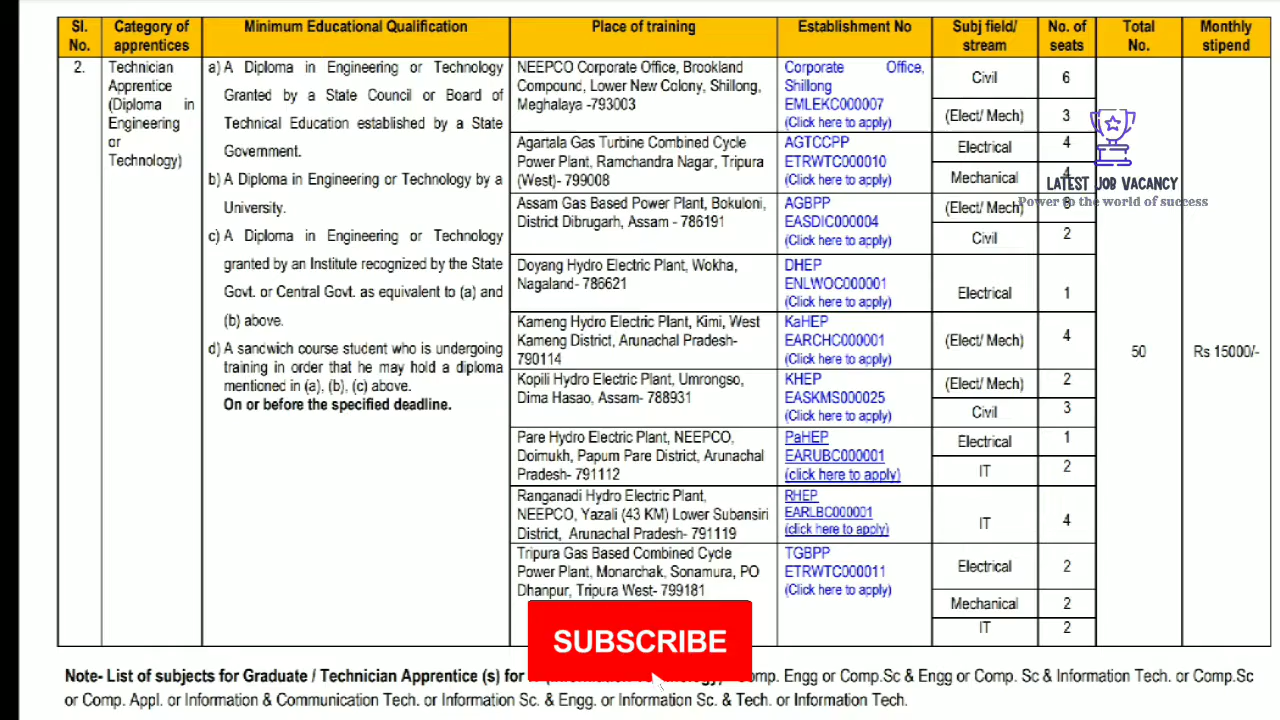 Sl. No.
Category of apprentices
Minimum Educational Qualification
Place of training
Establishment No
Subj field/ stream
No. of seats
Total No.
Monthly stipend
2.
Technician
Apprentice
(Diploma in
Engineering
or
Technology)
a) A Diploma in Engineering or Technology
Granted by a State Council or Board of
Technical Education established by a State
Government.
b) A Diploma in Engineering or Technology by a
University.
c) A Diploma in Engineering or Technology
granted by an Institute recognized by the State
Govt. or Central Govt. as equivalent to (a) and
(b) above.
d) A sandwich course student who is undergoing
training in order that he may hold a diploma
mentioned in (a), (b), (c) above.
On or before the specified deadline.
NEEPCO Corporate Office, Brookland
Compound, Lower New Colony, Shillong,
Meghalaya -793003
Corporate Office,
Shillong
EMLEKC000007
(Click here to apply)
Civil 6
(Elect/ Mech) 3
Agartala Gas Turbine Combined Cycle
Power Plant, Ramchandra Nagar, Tripura
(West)- 799008
AGTCCPP
ETRWTC000010
(Click here to apply)
Electrical 4
Mechanical
Assam Gas Based Power Plant, Bokuloni,
District Dibrugarh, Assam - 786191
AGBPP
EASDIC000004
(Click here to apply)
(Elect/ Mech)
Civil 2
Doyang Hydro Electric Plant, Wokha,
Nagaland- 786621
DHEP
ENLWOC000001
(Click here to apply)
Electrical 1
Kameng Hydro Electric Plant, Kimi, West
Kameng District, Arunachal Pradesh-
790114
KaHEP
EARCHC000001
(Click here to apply)
(Elect/ Mech) 4
Kopili Hydro Electric Plant, Umrongso,
Dima Hasao, Assam- 788931
KHEP
EASKMS000025
(Click here to apply)
(Elect/ Mech) 2
Civil 3
Pare Hydro Electric Plant, NEEPCO,
Doimukh, Papum Pare District, Arunachal
Pradesh- 791112
PaHEP
EARUBC000001
(click here to apply)
Electrical 1
IT 2
Ranganadi Hydro Electric Plant,
NEEPCO, Yazali (43 KM) Lower Subansiri
District, Arunachal Pradesh- 791119
RHEP
EARLBC000001
(click here to apply)
IT 4
Tripura Gas Based Combined Cycle
Power Plant, Monarchak, Sonamura, PO
Dhanpur, Tripura West- 799181
TGBPP
ETRWTC000011
(Click here to apply)
Electrical 2
Mechanical 2
IT 2
50
Rs 15000/-
LATEST JOB VACANCY
Power to the world of success
SUBSCRIBE
Note- List of subjects for Graduate / Technician Apprentice (s) for Comp. Engg or Comp.Sc & Engg or Comp. Sc & Information Tech. or Comp.Sc
or Comp. Appl. or Information & Communication Tech. or Information Sc. & Engg. or Information Sc. & Tech. or Information Tech.